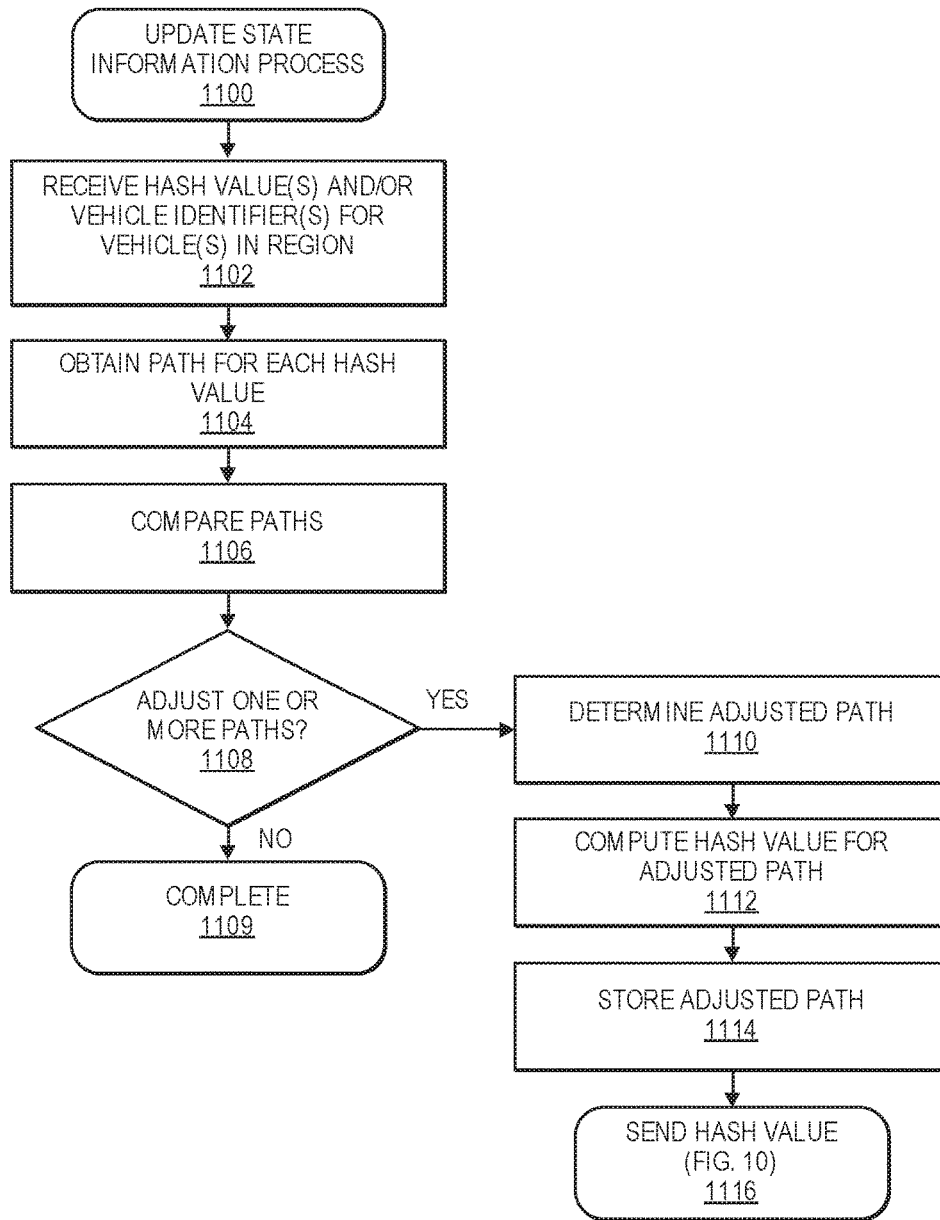 UPDATE STATE
INFORMATION PROCESS
1100
RECEIVE HASH VALUE(S) AND/OR
VEHICLE IDENTIFIER(S) FOR
VEHICLE(S) IN REGION
1102
OBTAIN PATH FOR EACH HASH
VALUE
1104
COMPARE PATHS
1106
ADJUST ONE OR
MORE PATHS?
1108
YES
NO
COMPLETE
1109
DETERMINE ADJUSTED PATH
1110
COMPUTE HASH VALUE FOR
ADJUSTED PATH
1112
STORE ADJUSTED PATH
1114
SEND HASH VALUE
(FIG. 10)
1116